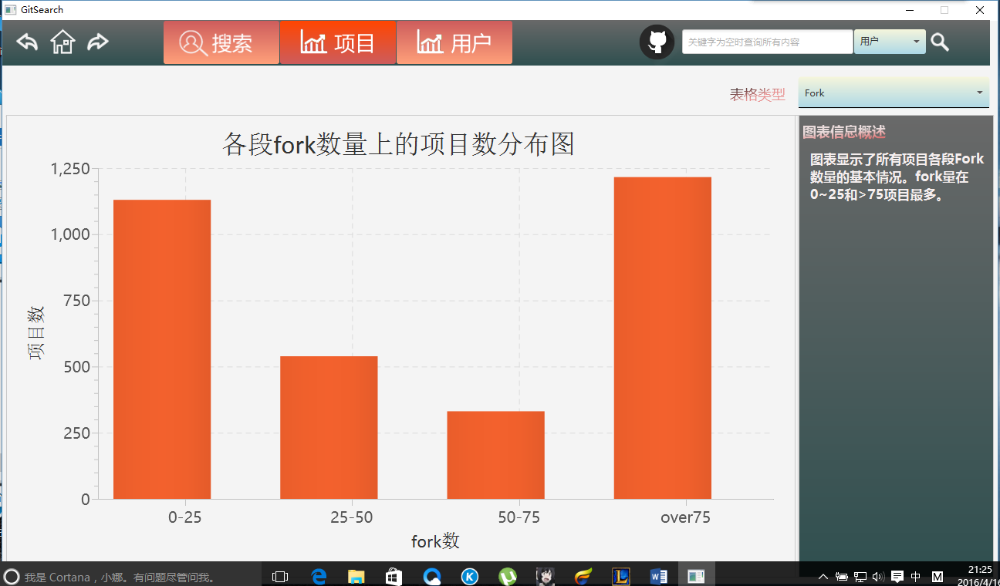 GitSearch
搜索
项目
用户
关键字为空时查询所有内容
用户
表格类型
Fork
各段fork数量上的项目数分布图
1,250
1,000
750
500
250
0
项目数
0-25
25-50
50-75
over75
fork数
图表信息概述
图表显示了所有项目各段Fork
数量的基本情况。fork量在
0~25和>75项目最多。
我是 Cortana，小娜。有问题尽管问我。
中
M
21:25
2016/4/16